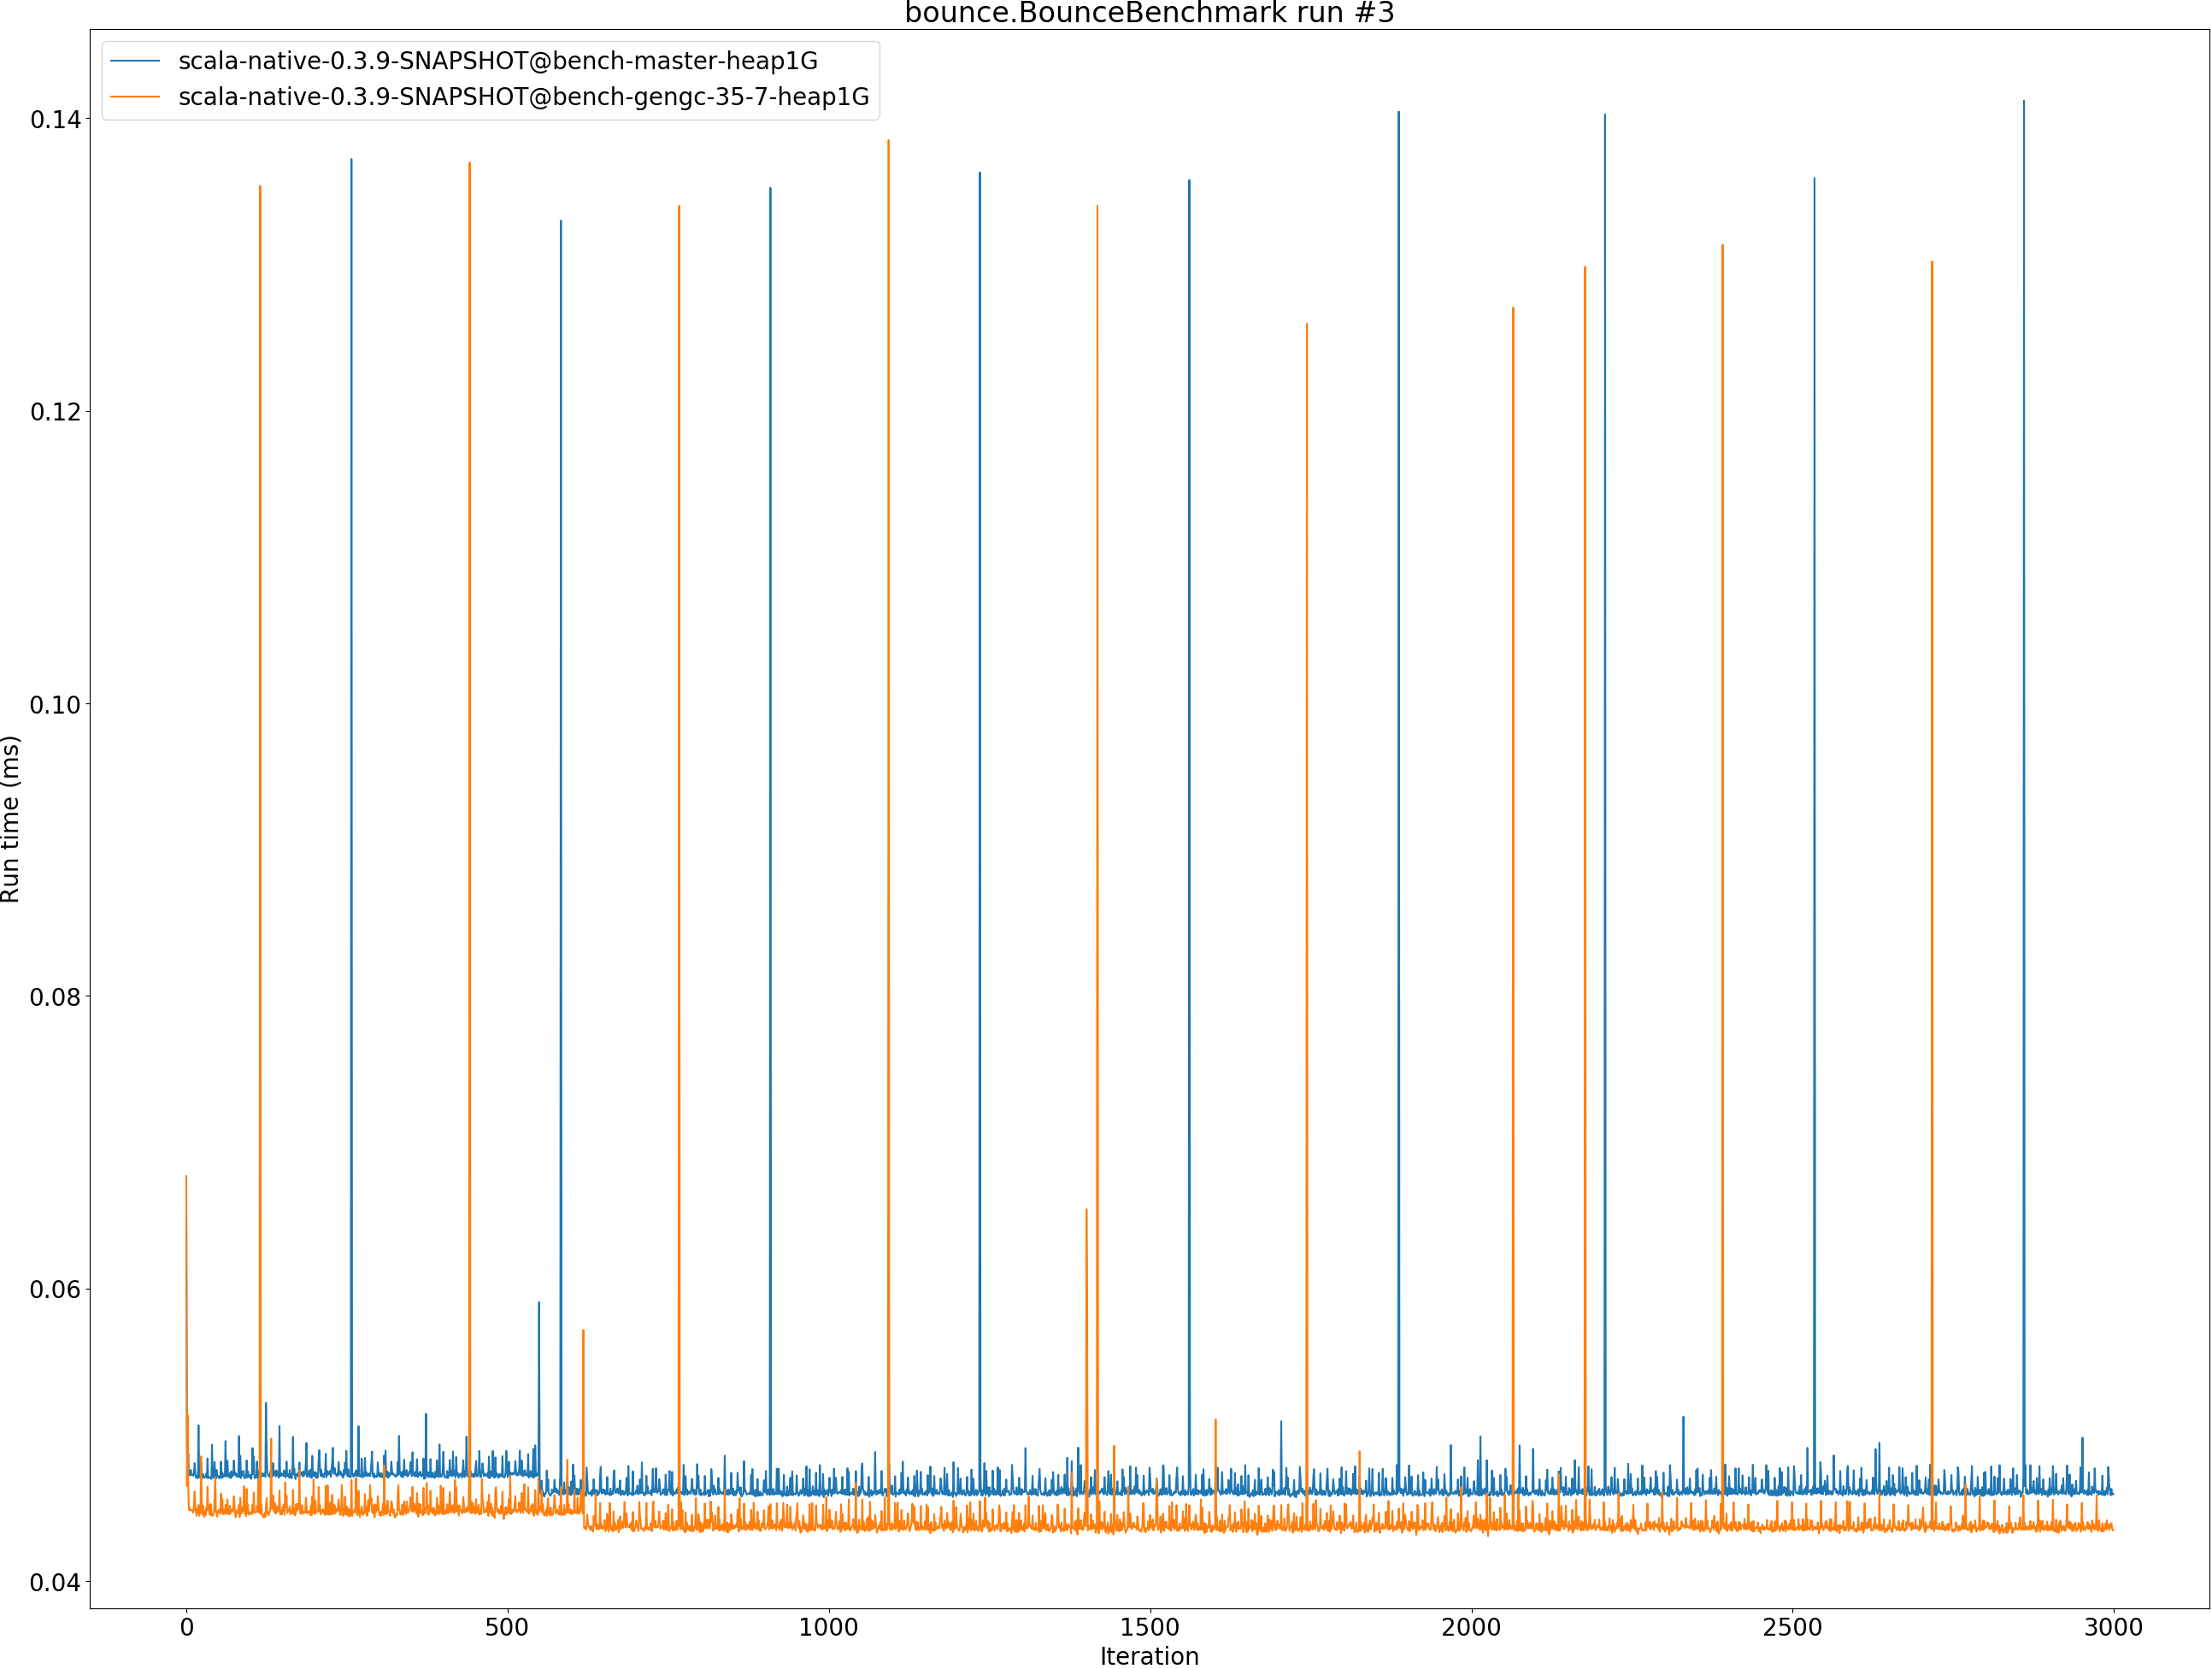 bounce.BounceBenchmark run #3
scala-native-0.3.9-SNAPSHOT@bench-master-heap1G
scala-native-0.3.9-SNAPSHOT@bench-gengc-35-7-heap1G
0.14
0.12
0.10
0.08
0.06
0.04
Run time (ms)
0
500
1000
1500
2000
2500
3000
Iteration